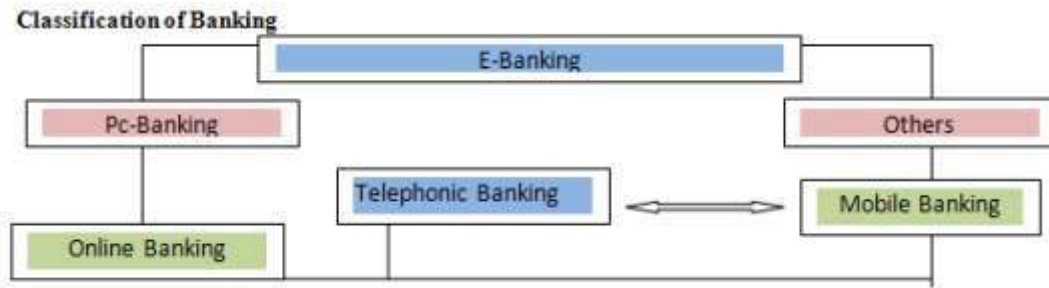 Classification of Banking
E-Banking
Pc-Banking
Others
Telephonic Banking
Mobile Banking
Online Banking